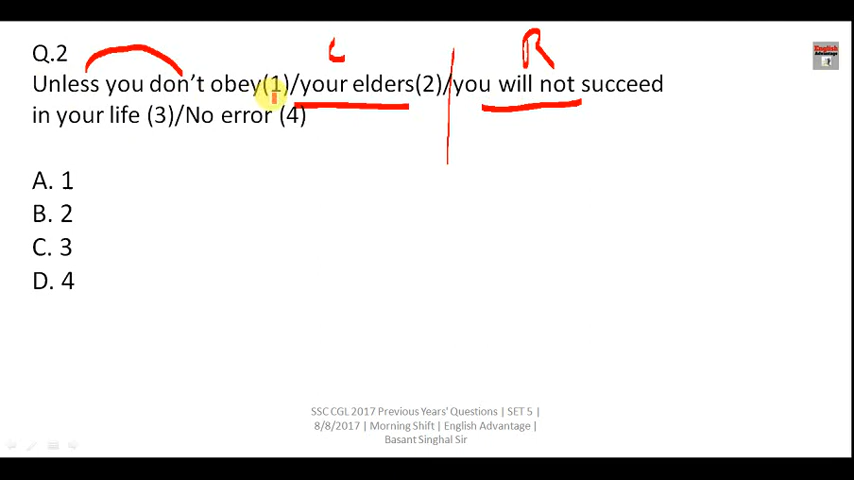 C R
Q.2
Unless you don't obey(1)/your elders(2)/you will not succeed
in your life (3)/No error (4)
A. 1
B. 2
C. 3
D. 4
English
Advantage
SSC CGL 2017 Previous Years' Questions | SET 5 |
8/8/2017 | Morning Shift | English Advantage |
Basant Singhal Sir